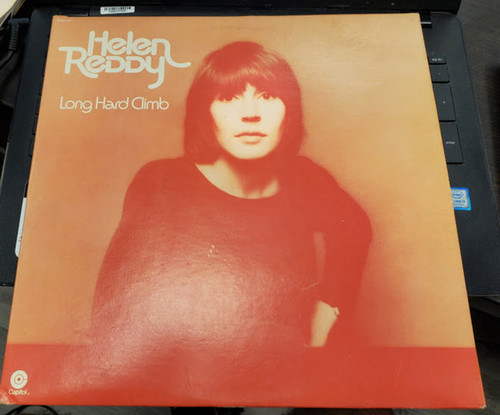 Helen
Reddy
Long Hard Climb
Capitol